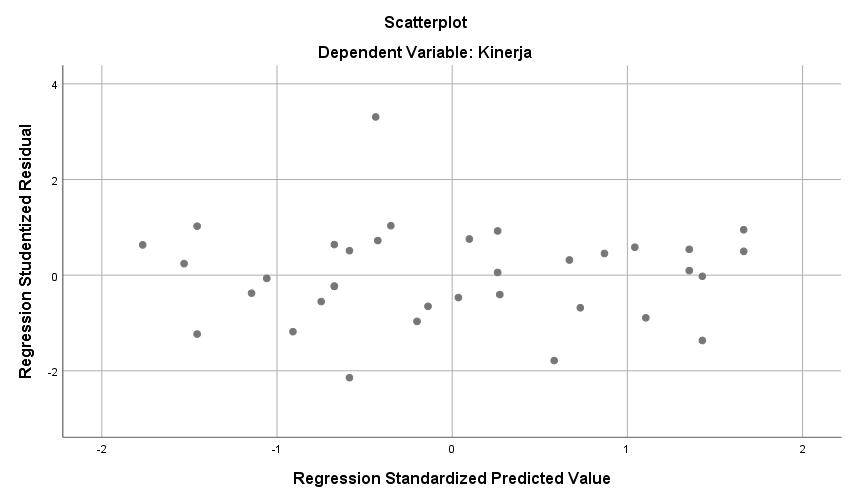 Scatterplot
Dependent Variable: Kinerja
Regression Studentized Residual
4
2
0
-2
-2
-1
0
1
2
Regression Standardized Predicted Value